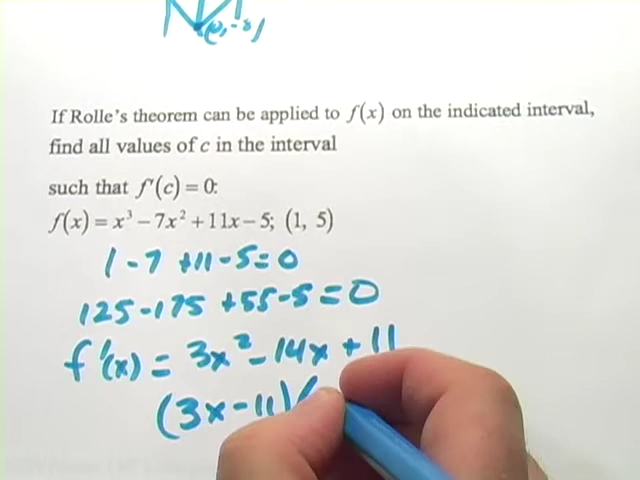 (2,-8)
If Rolle's theorem can be applied to f(x) on the indicated interval,
find all values of c in the interval
such that f'(c) = 0:
f(x) = x³ − 7x² + 11x − 5; (1, 5)
1 - 7 + 11 - 5 = 0
125 - 175 + 55 - 5 = 0
f'(x) = 3x² - 14x + 11
(3x - 11)(